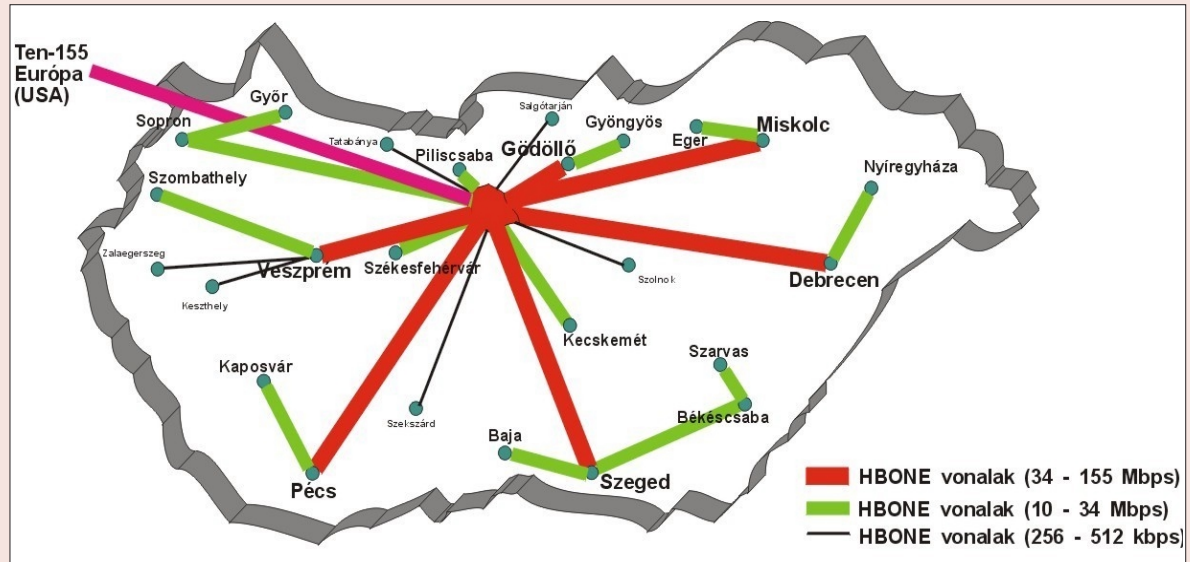 Ten-155
Európa
(USA)
Győr
Sopron
Salgótarján
Tatabánya
Gyöngyös
Piliscsaba
Gödöllő
Eger
Miskolc
Nyíregyháza
Szombathely
Zalaegerszeg
Veszprém
Székesfehérvár
Keszthely
Szolnok
Debrecen
Kecskemét
Szarvas
Kaposvár
Szekszárd
Békéscsaba
Baja
Pécs
Szeged
HBONE vonalak (34 - 155 Mbps)
HBONE vonalak (10 - 34 Mbps)
HBONE vonalak (256 - 512 kbps)